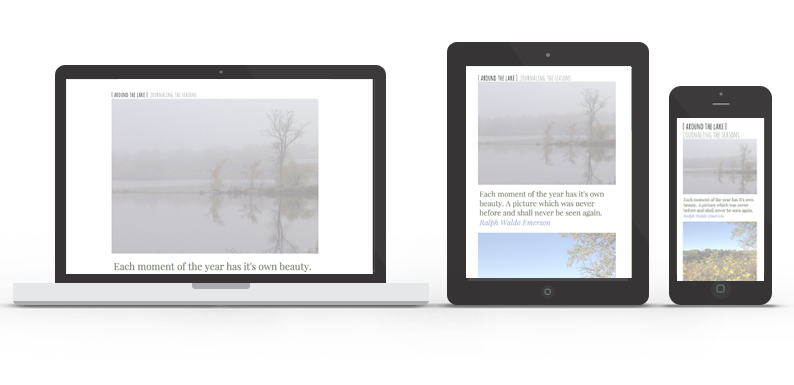 [ AROUND THE LAKE ] JOURNALING THE SEASONS
Each moment of the year has it's own beauty.
[ AROUND THE LAKE ] JOURNALING THE SEASONS
Each moment of the year has it's own
beauty. A picture which was never
before and shall never be seen again.
Ralph Waldo Emerson
[ AROUND THE LAKE ]
JOURNALING THE SEASONS
Each moment of the year has it's own
beauty. A picture which was never
before and shall never be seen again.
Ralph Waldo Emerson